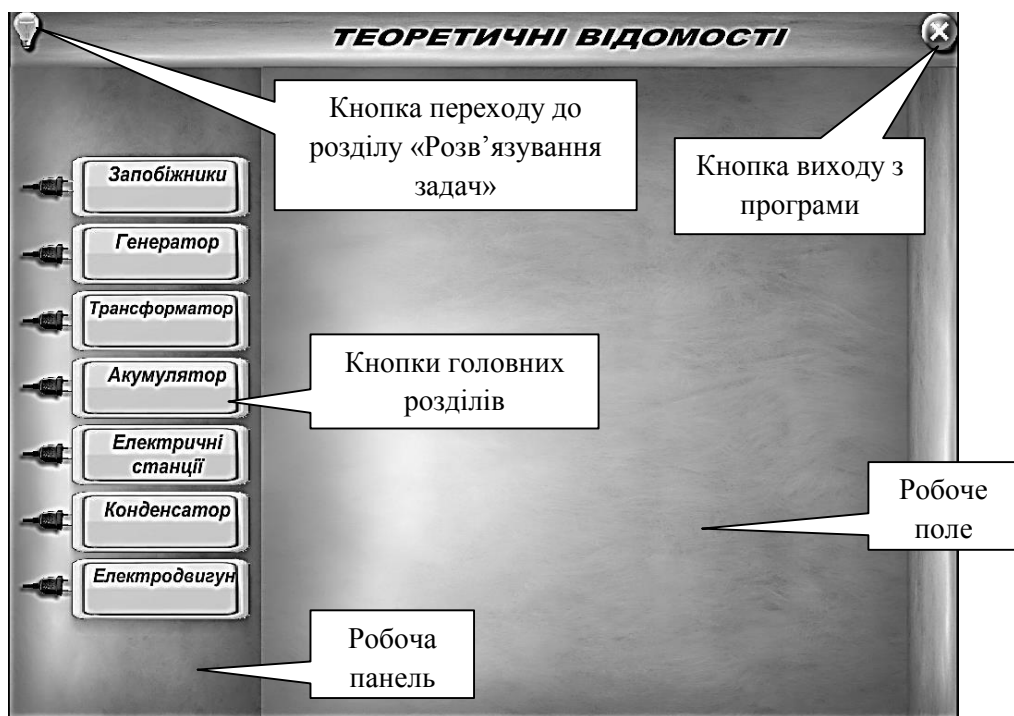 ТЕОРЕТИЧНІ ВІДОМОСТІ
Кнопка переходу до
розділу «Розв’язування
задач»
Кнопка виходу з
програми
Запобіжники
Генератор
Трансформатор
Акумулятор
Електричні
станції
Конденсатор
Електродвигун
Кнопки головних
розділів
Робоче
поле
Робоча
панель